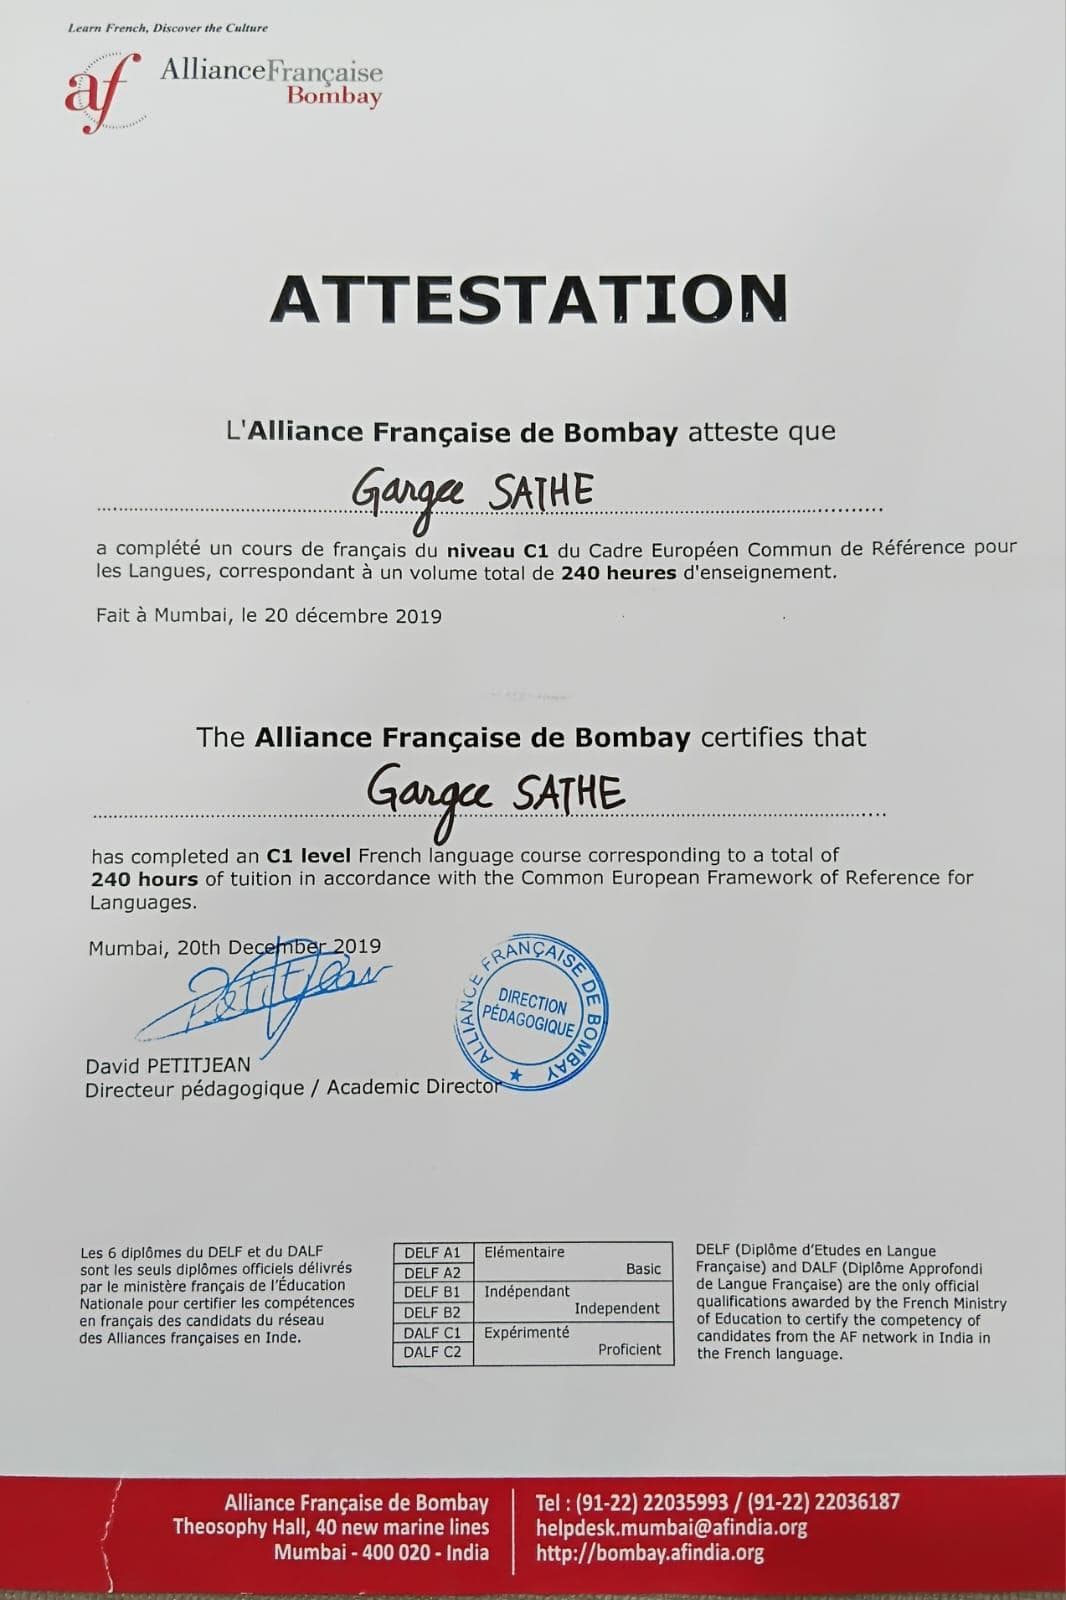 Learn French, Discover the Culture
af AllianceFrançaise
Bombay
ATTESTATION
L'Alliance Française de Bombay atteste que
Gargee SATHE
a complété un cours de français du niveau C1 du Cadre Européen Commun de Référence pour
les Langues, correspondant à un volume total de 240 heures d'enseignement.
Fait à Mumbai, le 20 décembre 2019
The Alliance Française de Bombay certifies that
Gargee SATHE
has completed an C1 level French language course corresponding to a total of
240 hours of tuition in accordance with the Common European Framework of Reference for
Languages.
Mumbai, 20th December 2019
Petitjean
ALLIANCE FRANÇAISE DE BOMBAY
DIRECTION
PÉDAGOGIQUE
David PETITJEAN
Directeur pédagogique / Academic Director
Les 6 diplômes du DELF et du DALF
sont les seuls diplômes officiels délivrés
par le ministère français de l'Éducation
Nationale pour certifier les compétences
en français des candidats du réseau
des Alliances françaises en Inde.
DELF A1 Elémentaire
DELF A2 Basic
DELF B1 Indépendant
DELF B2 Independent
DALF C1 Expérimenté
DALF C2 Proficient
DELF (Diplôme d'Etudes en Langue
Française) and DALF (Diplôme Approfondi
de Langue Française) are the only official
qualifications awarded by the French Ministry
of Education to certify the competency of
candidates from the AF network in India in
the French language.
Alliance Française de Bombay
Theosophy Hall, 40 new marine lines
Mumbai - 400 020 - India
Tel : (91-22) 22035993 / (91-22) 22036187
helpdesk.mumbai@afindia.org
http://bombay.afindia.org